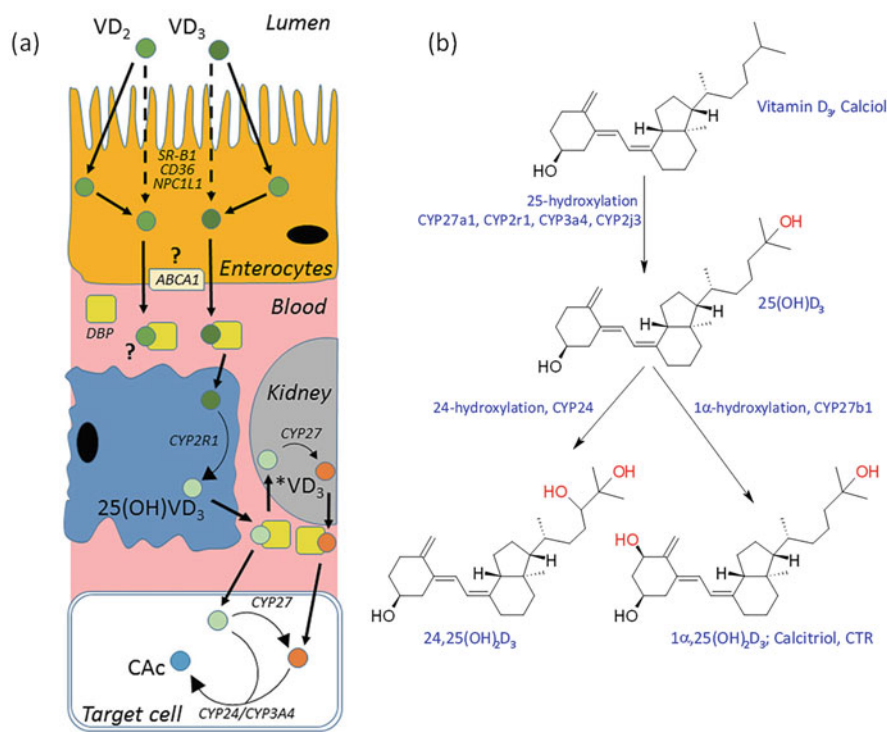 (a)
VD2
VD3
Lumen
SR-B1
CD36
NPC1L1
?
ABCA1
Enterocytes
Blood
DBP
?
Kidney
CYP2R1
CYP27
*VD3
25(OH)VD3
CYP27
CAc
CYP24/CYP3A4
Target cell
(b)
H
H
HO
Vitamin D3, Calciol
25-hydroxylation
CYP27a1, CYP2r1, CYP3a4, CYP2j3
OH
H
H
HO
25(OH)D3
24-hydroxylation, CYP24
1α-hydroxylation, CYP27b1
OH
HO
H
H
HO
24,25(OH)2D3
OH
HO
H
H
HO
1α,25(OH)2D3; Calcitriol, CTR